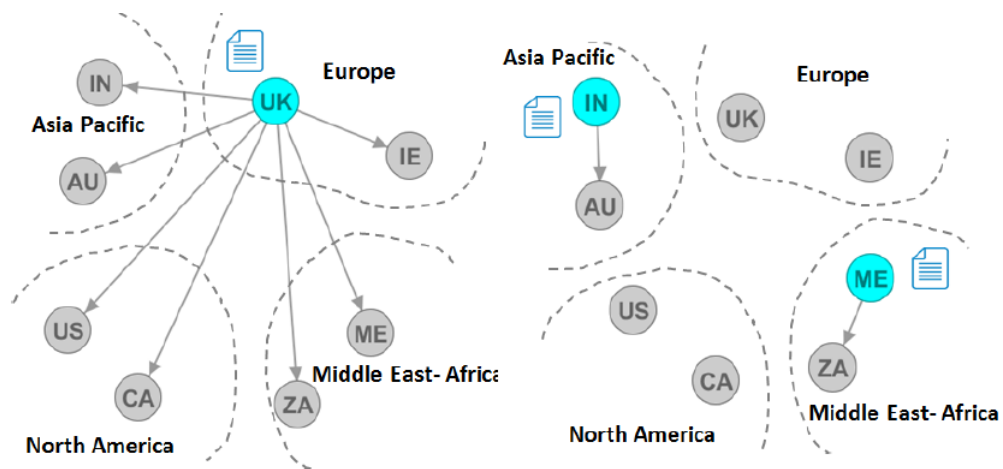 Europe
IN
UK
Asia Pacific
AU
IE
US
ME
Middle East- Africa
CA
ZA
North America
Asia Pacific
Europe
IN
UK
IE
AU
ME
US
ZA
CA
Middle East- Africa
North America